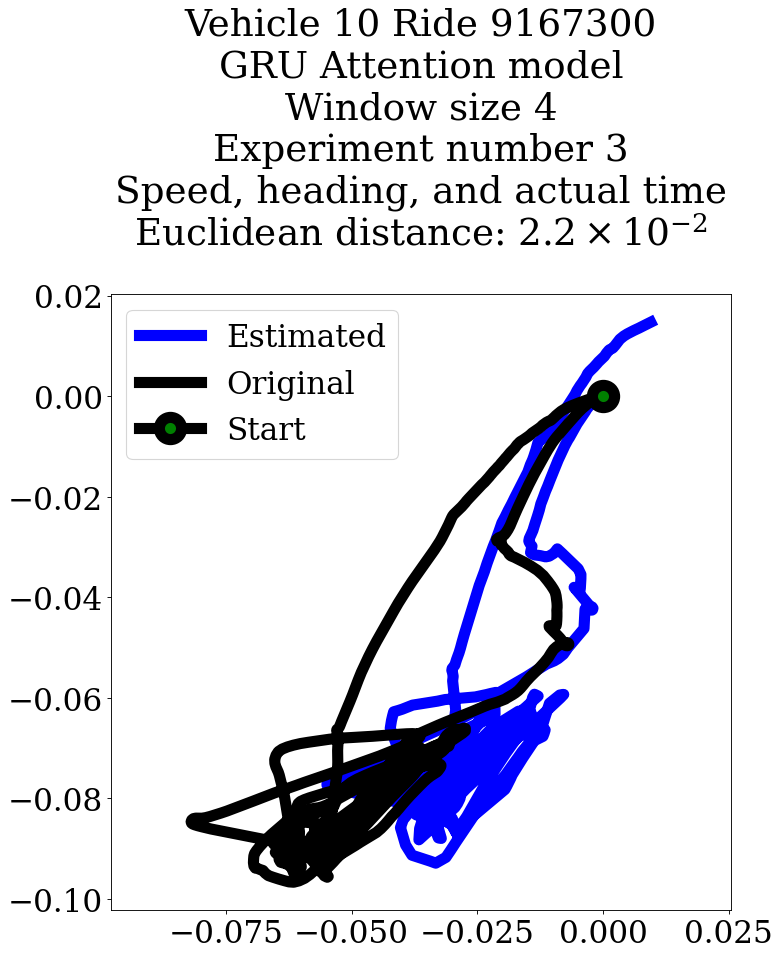 Vehicle 10 Ride 9167300
GRU Attention model
Window size 4
Experiment number 3
Speed, heading, and actual time
Euclidean distance: 2.2 × 10⁻²
0.02
0.00
−0.02
−0.04
−0.06
−0.08
−0.10
Estimated
Original
Start
−0.075 −0.050 −0.025 0.000 0.025